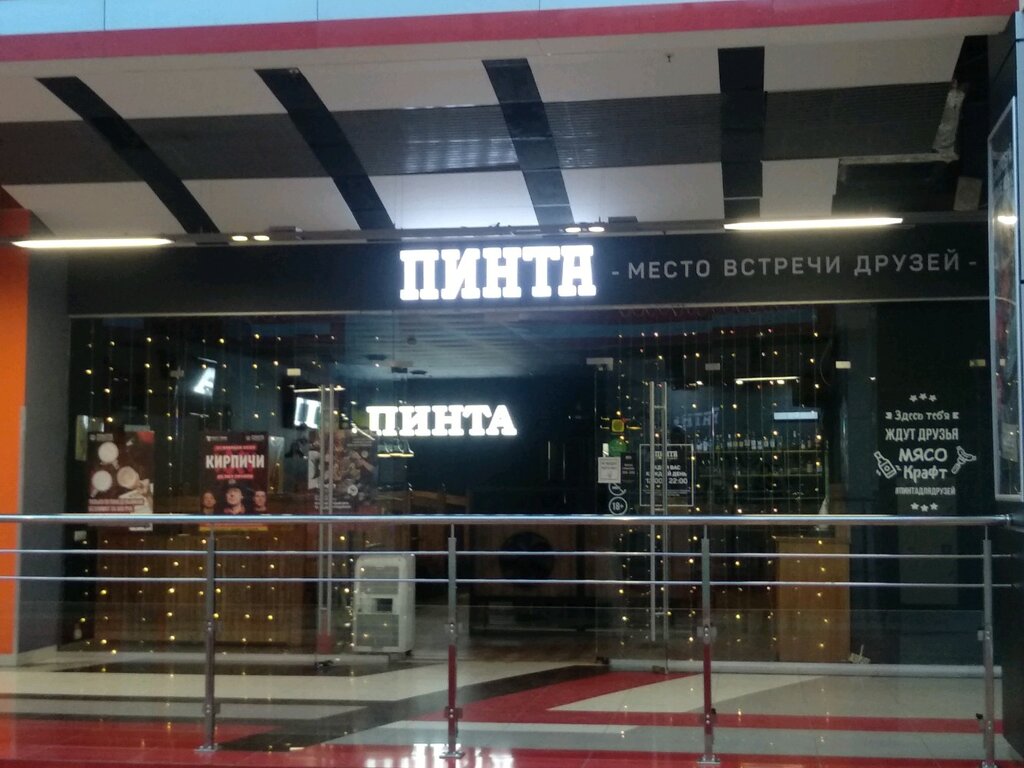 ПИНТА
- МЕСТО ВСТРЕЧИ ДРУЗЕЙ -
ПИНТА
КИРПИЧИ
18+
Здесь тебя
ЖДУТ ДРУЗЬЯ
МЯСО
Крафт
#ПИНТАДЛЯДРУЗЕЙ